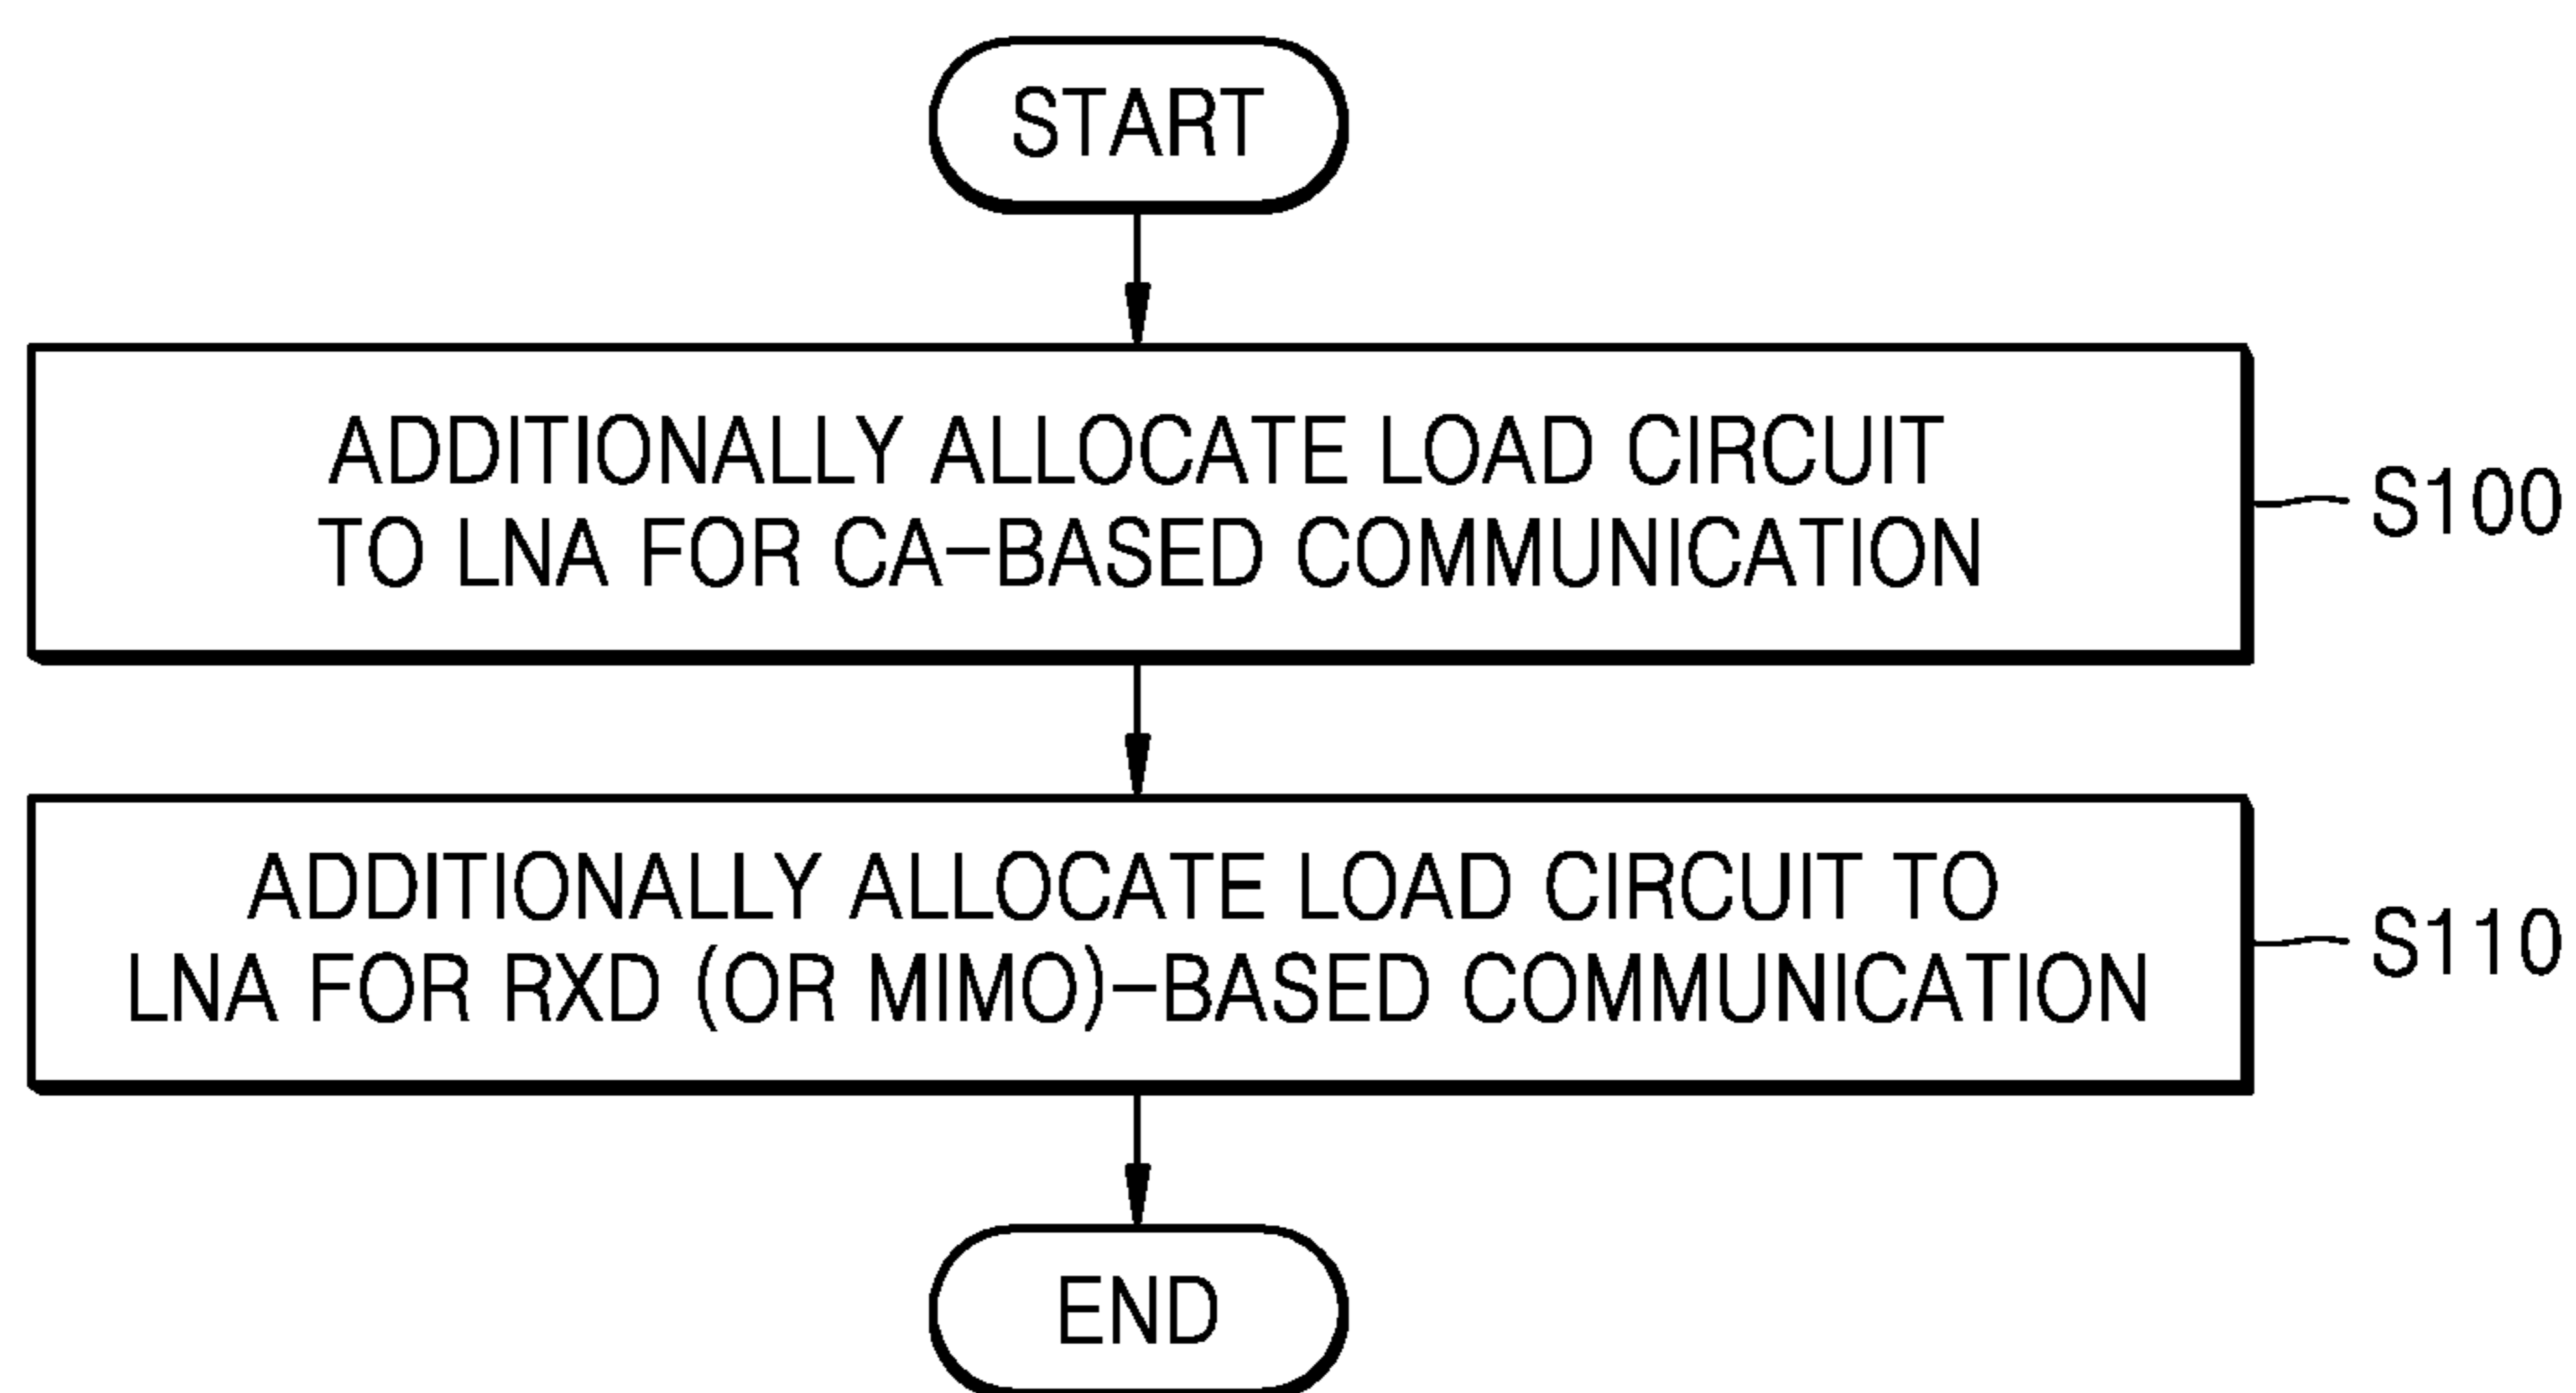 START
ADDITIONALLY ALLOCATE LOAD CIRCUIT
TO LNA FOR CA-BASED COMMUNICATION
S100
ADDITIONALLY ALLOCATE LOAD CIRCUIT TO
LNA FOR RXD (OR MIMO)-BASED COMMUNICATION
S110
END